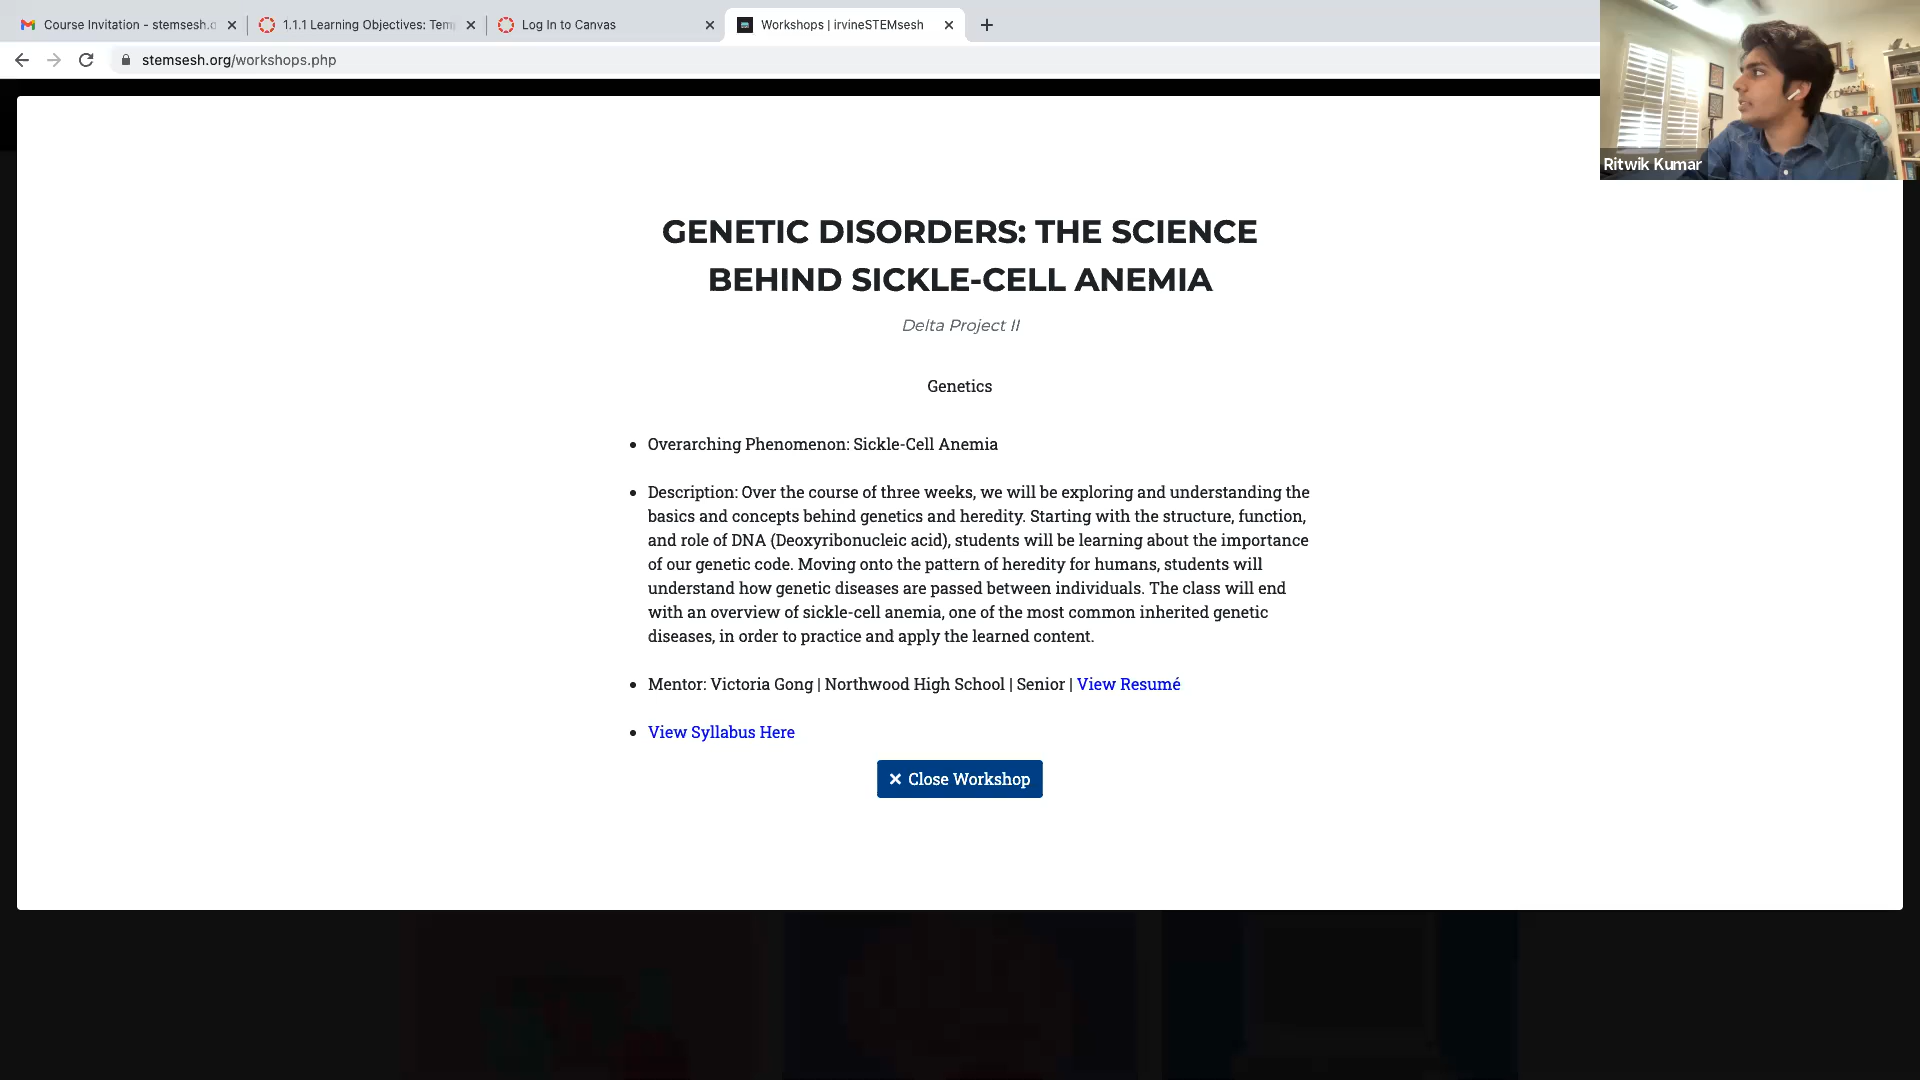 Course Invitation - stemsesh.o
1.1.1 Learning Objectives: Tem
Log In to Canvas
Workshops | irvineSTEMsesh
stemsesh.org/workshops.php
Ritwik Kumar
GENETIC DISORDERS: THE SCIENCE
BEHIND SICKLE-CELL ANEMIA
Delta Project II
Genetics
• Overarching Phenomenon: Sickle-Cell Anemia
• Description: Over the course of three weeks, we will be exploring and understanding the
basics and concepts behind genetics and heredity. Starting with the structure, function,
and role of DNA (Deoxyribonucleic acid), students will be learning about the importance
of our genetic code. Moving onto the pattern of heredity for humans, students will
understand how genetic diseases are passed between individuals. The class will end
with an overview of sickle-cell anemia, one of the most common inherited genetic
diseases, in order to practice and apply the learned content.
• Mentor: Victoria Gong | Northwood High School | Senior | View Resumé
• View Syllabus Here
✕ Close Workshop